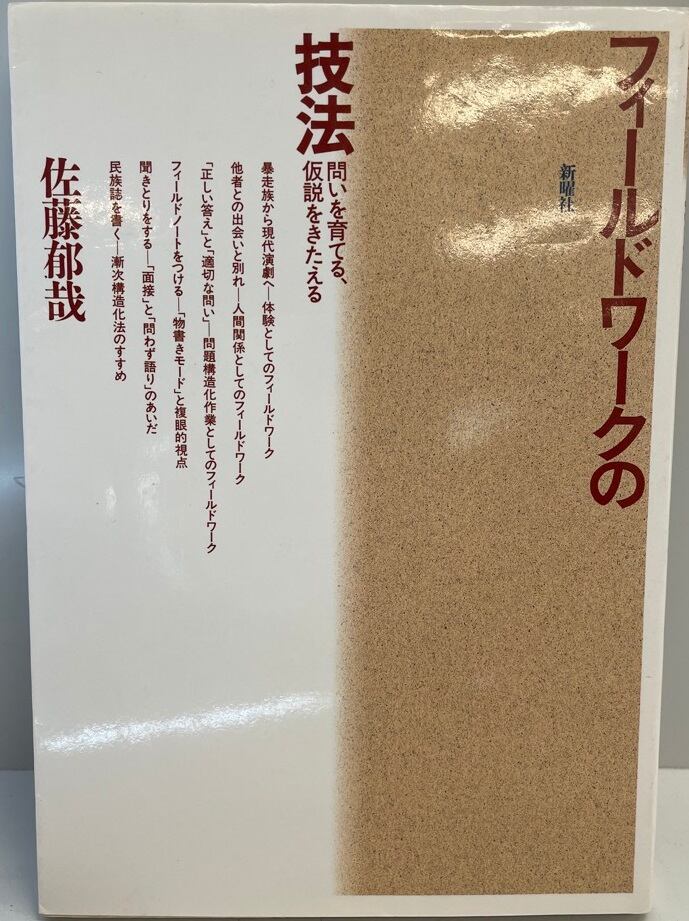 フィールドワークの
新曜社
技法
問いを育てる、
仮説をきたえる
暴走族から現代演劇へ―体験としてのフィールドワーク
他者との出会いと別れ―人間関係としてのフィールドワーク
「正しい答え」と「適切な問い」―問題構造化作業としてのフィールドワーク
フィールドノートをつける―「物書きモード」と複眼的視点
聞きとりをする―「面接」と「問わず語り」のあいだ
民族誌を書く―漸次構造化法のすすめ
佐藤郁哉